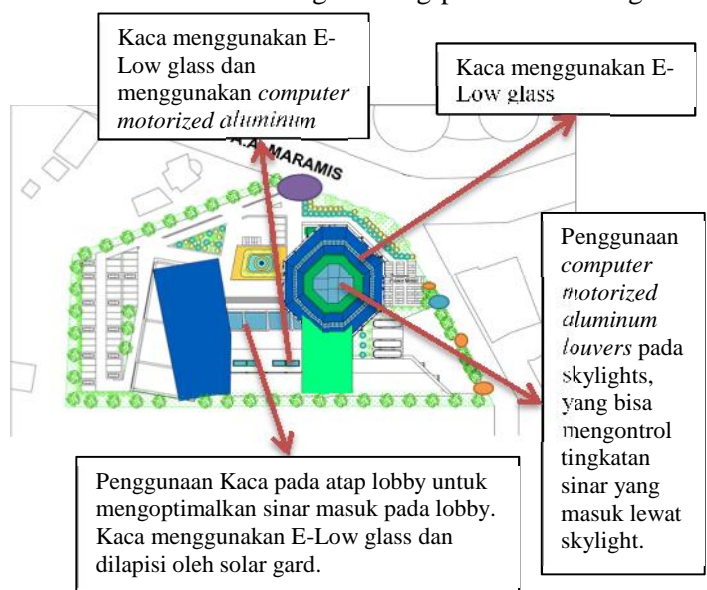 Kaca menggunakan E-
Low glass dan
menggunakan computer
motorized aluminum
Kaca menggunakan E-
Low glass
MARAMIS
Penggunaan
computer
motorized
aluminum
louvers pada
skylights,
yang bisa
mengontrol
tingkatan
sinar yang
masuk lewat
skylight.
Penggunaan Kaca pada atap lobby untuk
mengoptimalkan sinar masuk pada lobby.
Kaca menggunakan E-Low glass dan
dilapisi oleh solar gard.